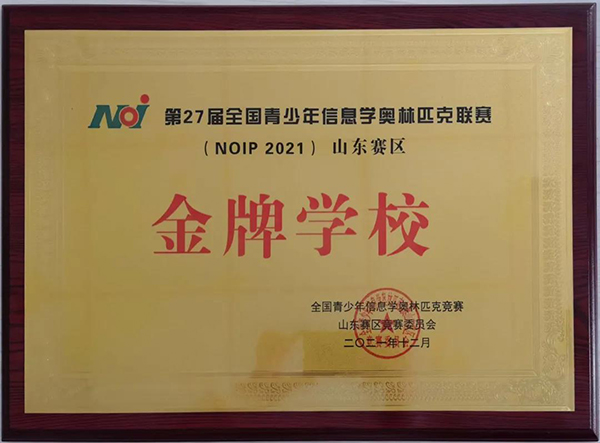 NOI 第27届全国青少年信息学奥林匹克联赛
(NOIP 2021) 山东赛区
金牌学校
全国青少年信息学奥林匹克竞赛
山东赛区竞赛委员会
二〇二一年十二月